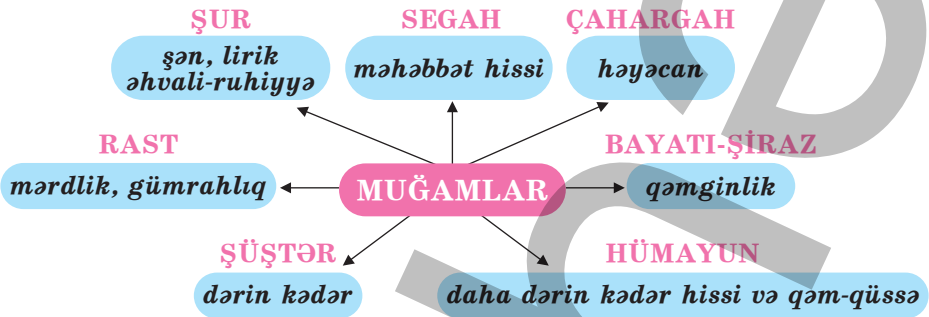 ŞUR
şən, lirik
əhvali-ruhiyyə
SEGAH
məhəbbət hissi
ÇAHARGAH
həyəcan
RAST
mərdlik, gümrahlıq
MUĞAMLAR
BAYATI-ŞİRAZ
qəmginlik
ŞÜŞTƏR
dərin kədər
HÜMAYUN
daha dərin kədər hissi və qəm-qüssə